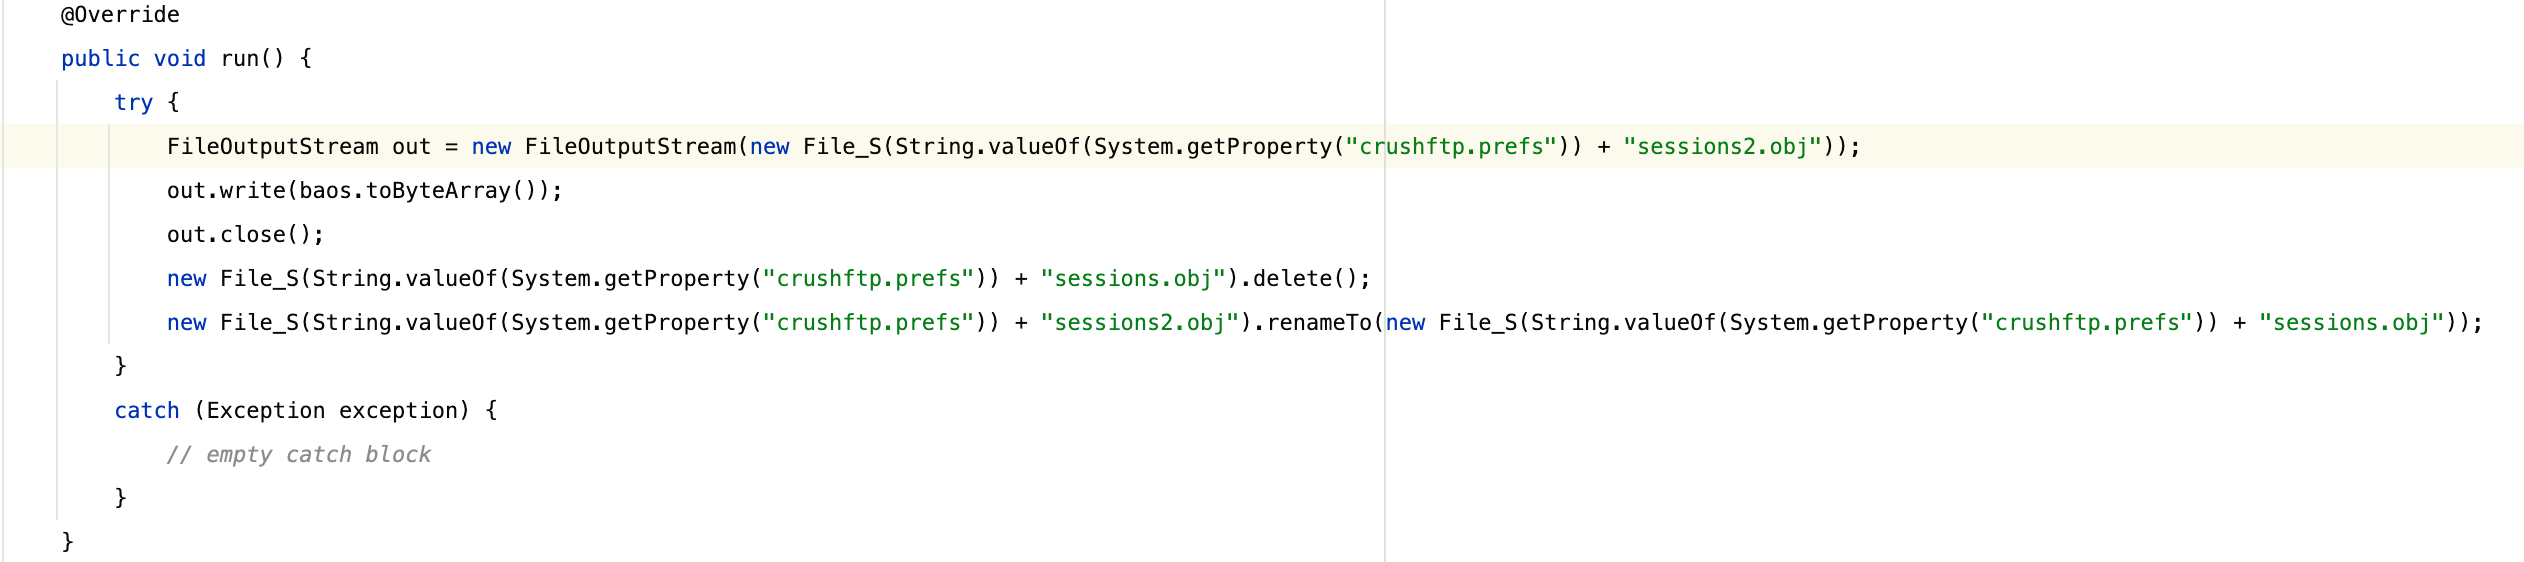 @Override
public void run() {
try {
FileOutputStream out = new FileOutputStream(new File_S(String.valueOf(System.getProperty("crushftp.prefs")) + "sessions2.obj"));
out.write(baos.toByteArray());
out.close();
new File_S(String.valueOf(System.getProperty("crushftp.prefs")) + "sessions.obj").delete();
new File_S(String.valueOf(System.getProperty("crushftp.prefs")) + "sessions2.obj").renameTo(new File_S(String.valueOf(System.getProperty("crushftp.prefs")) + "sessions.obj"));
}
catch (Exception exception) {
// empty catch block
}
}